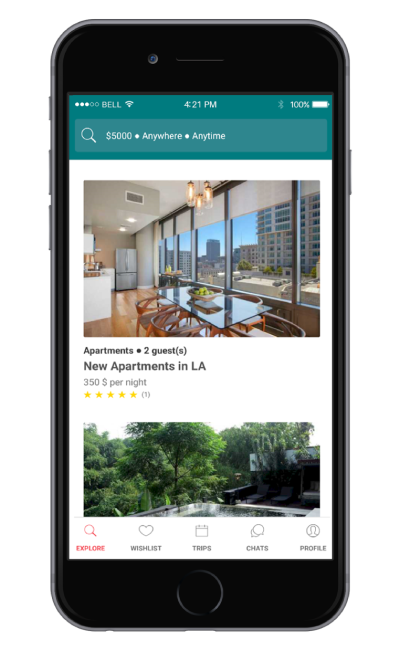 BELL 4:21 PM 100%
$5000 ● Anywhere ● Anytime
Apartments ● 2 guest(s)
New Apartments in LA
350 $ per night
(1)
EXPLORE WISHLIST TRIPS CHATS PROFILE